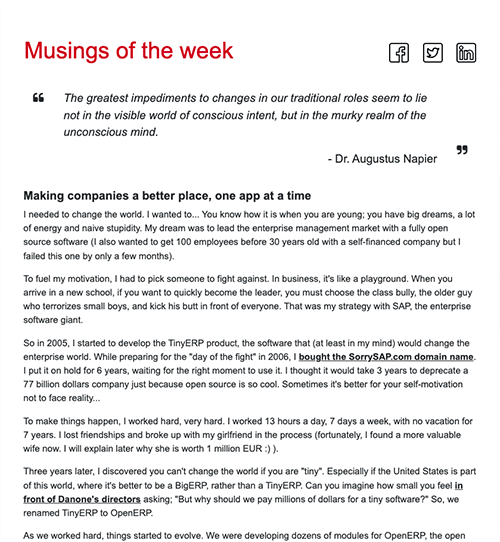 Musings of the week
The greatest impediments to changes in our traditional roles seem to lie
not in the visible world of conscious intent, but in the murky realm of the
unconscious mind.
- Dr. Augustus Napier
Making companies a better place, one app at a time
I needed to change the world. I wanted to... You know how it is when you are young; you have big dreams, a lot
of energy and naive stupidity. My dream was to lead the enterprise management market with a fully open
source software (I also wanted to get 100 employees before 30 years old with a self-financed company but I
failed this one by only a few months).
To fuel my motivation, I had to pick someone to fight against. In business, it's like a playground. When you
arrive in a new school, if you want to quickly become the leader, you must choose the class bully, the older guy
who terrorizes small boys, and kick his butt in front of everyone. That was my strategy with SAP, the enterprise
software giant.
So in 2005, I started to develop the TinyERP product, the software that (at least in my mind) would change the
enterprise world. While preparing for the "day of the fight" in 2006, I bought the SorrySAP.com domain name.
I put it on hold for 6 years, waiting for the right moment to use it. I thought it would take 3 years to deprecate a
77 billion dollars company just because open source is so cool. Sometimes it's better for your self-motivation
not to face reality...
To make things happen, I worked hard, very hard. I worked 13 hours a day, 7 days a week, with no vacation for
7 years. I lost friendships and broke up with my girlfriend in the process (fortunately, I found a more valuable
wife now. I will explain later why she is worth 1 million EUR :) ).
Three years later, I discovered you can't change the world if you are "tiny". Especially if the United States is part
of this world, where it's better to be a BigERP, rather than a TinyERP. Can you imagine how small you feel in
front of Danone's directors asking; "But why should we pay millions of dollars for a tiny software?" So, we
renamed TinyERP to OpenERP.
As we worked hard, things started to evolve. We were developing dozens of modules for OpenERP, the open